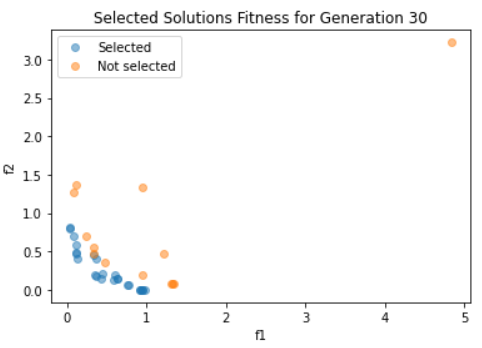 Selected Solutions Fitness for Generation 30
Selected
Not selected
3.0
2.5
2.0
1.5
1.0
0.5
0.0
f2
0 1 2 3 4 5
f1